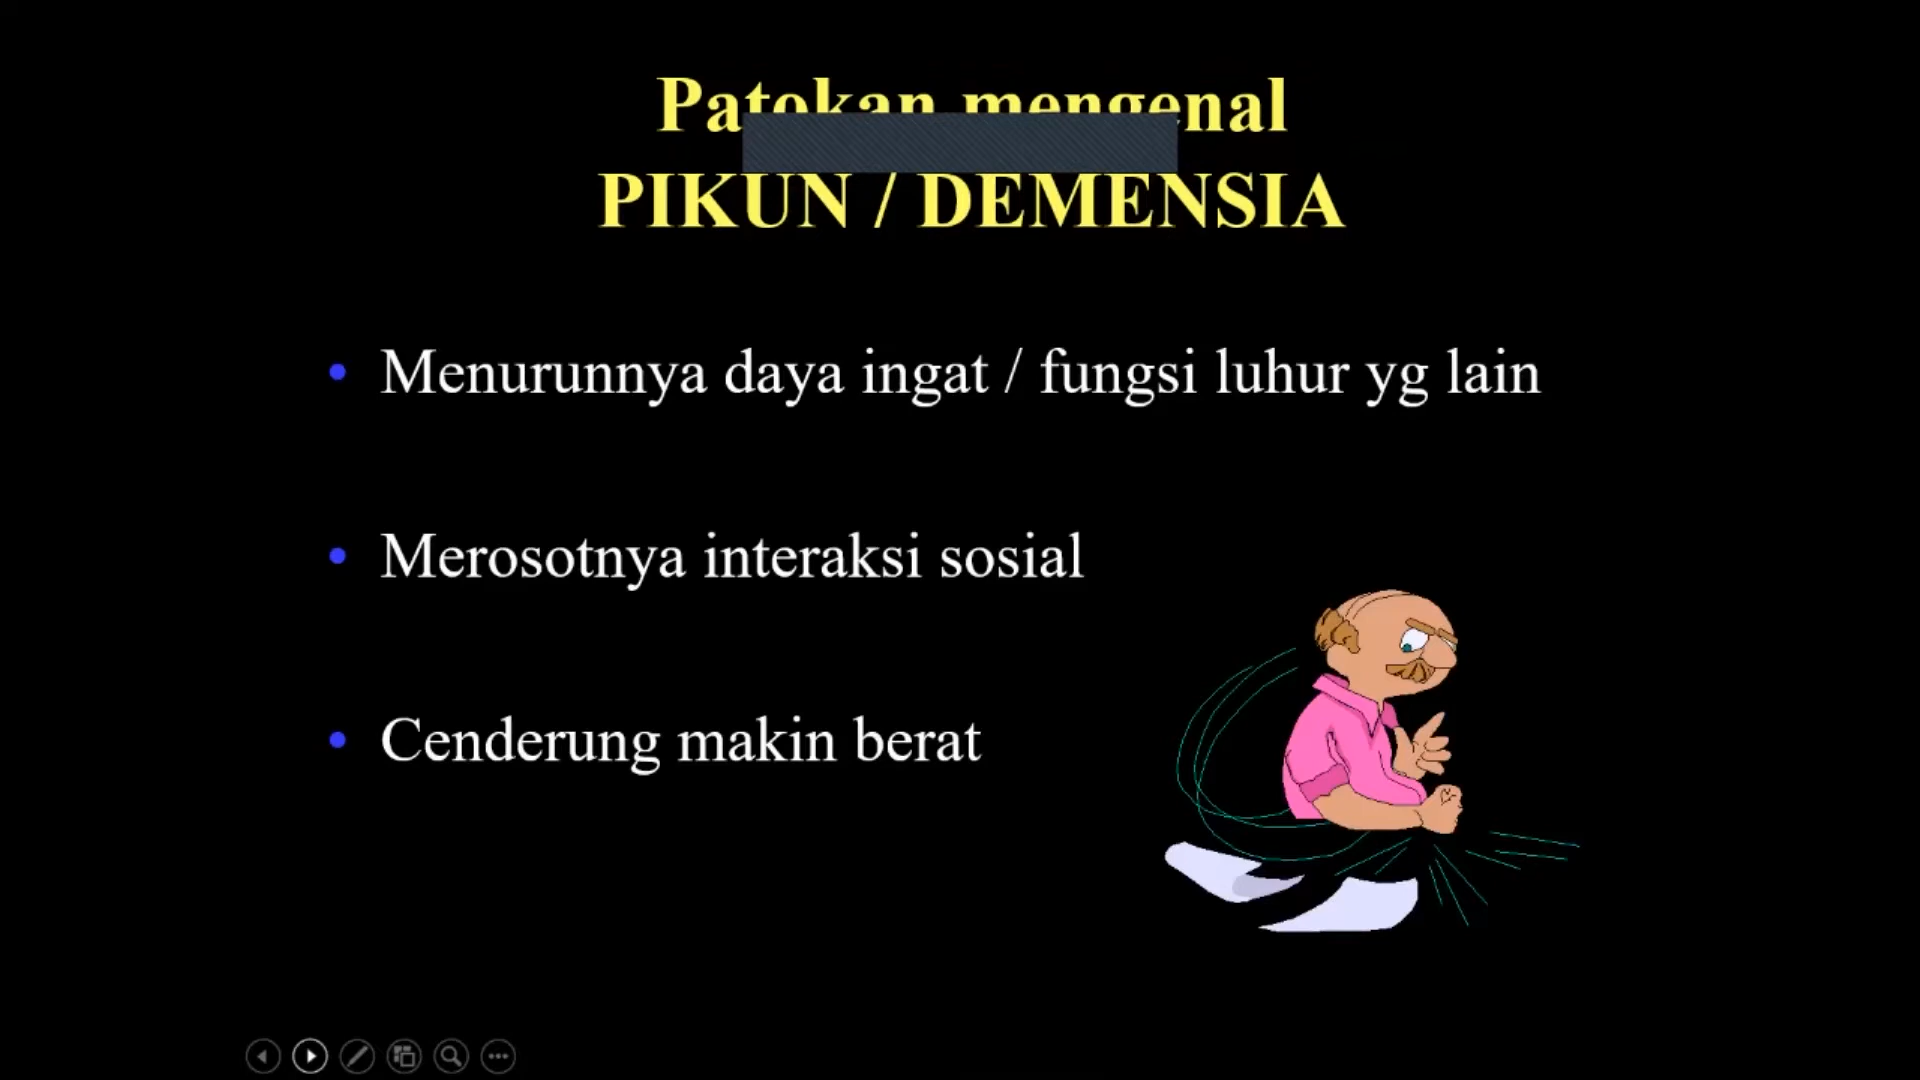 Patokan mengenal
PIKUN / DEMENSIA
• Menurunnya daya ingat / fungsi luhur yg lain
• Merosotnya interaksi sosial
• Cenderung makin berat